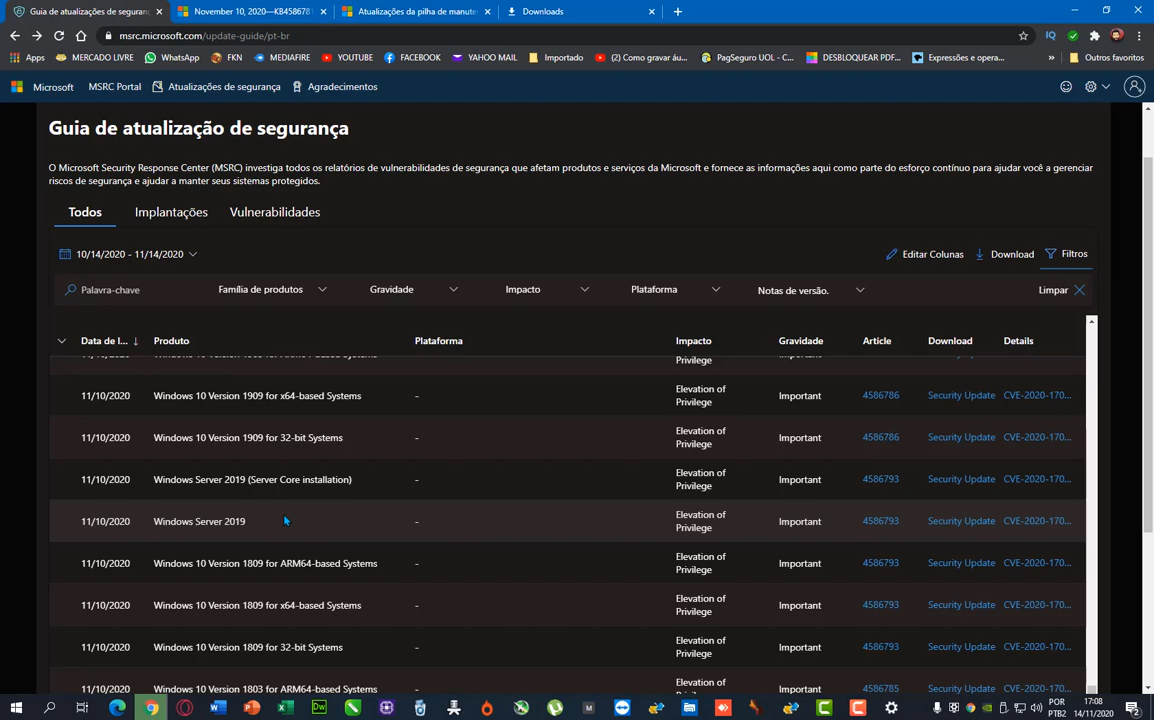 Guia de atualização de seguranç
November 10, 2020—KB4586781
Atualizações da pilha de manute
Downloads
msrc.microsoft.com/update-guide/pt-br
Apps
MERCADO LIVRE
WhatsApp
FKN
MEDIAFIRE
YOUTUBE
FACEBOOK
YAHOO MAIL
Importado
(2) Como gravar áu...
PagSeguro UOL - C...
DESBLOQUEAR PDF...
Expressões e opera...
»
Outros favoritos
Microsoft
MSRC Portal
Atualizações de segurança
Agradecimentos
Guia de atualização de segurança
O Microsoft Security Response Center (MSRC) investiga todos os relatórios de vulnerabilidades de segurança que afetam produtos e serviços da Microsoft e fornece as informações aqui como parte do esforço contínuo para ajudar você a gerenciar
riscos de segurança e ajudar a manter seus sistemas protegidos.
Todos
Implantações
Vulnerabilidades
10/14/2020 - 11/14/2020
Editar Colunas
Download
Filtros
Palavra-chave
Família de produtos
Gravidade
Impacto
Plataforma
Notas de versão.
Limpar
Data de l... ↓ Produto Plataforma Impacto Gravidade Article Download Details
Privilege
11/10/2020 Windows 10 Version 1909 for x64-based Systems - Elevation of Privilege Important 4586786 Security Update CVE-2020-170...
11/10/2020 Windows 10 Version 1909 for 32-bit Systems - Elevation of Privilege Important 4586786 Security Update CVE-2020-170...
11/10/2020 Windows Server 2019 (Server Core installation) - Elevation of Privilege Important 4586793 Security Update CVE-2020-170...
11/10/2020 Windows Server 2019 - Elevation of Privilege Important 4586793 Security Update CVE-2020-170...
11/10/2020 Windows 10 Version 1809 for ARM64-based Systems - Elevation of Privilege Important 4586793 Security Update CVE-2020-170...
11/10/2020 Windows 10 Version 1809 for x64-based Systems - Elevation of Privilege Important 4586793 Security Update CVE-2020-170...
11/10/2020 Windows 10 Version 1809 for 32-bit Systems - Elevation of Privilege Important 4586793 Security Update CVE-2020-170...
11/10/2020 Windows 10 Version 1803 for ARM64-based Systems - Elevation of Important 4586785 Security Update CVE-2020-170...
POR
PTB2
17:08
14/11/2020